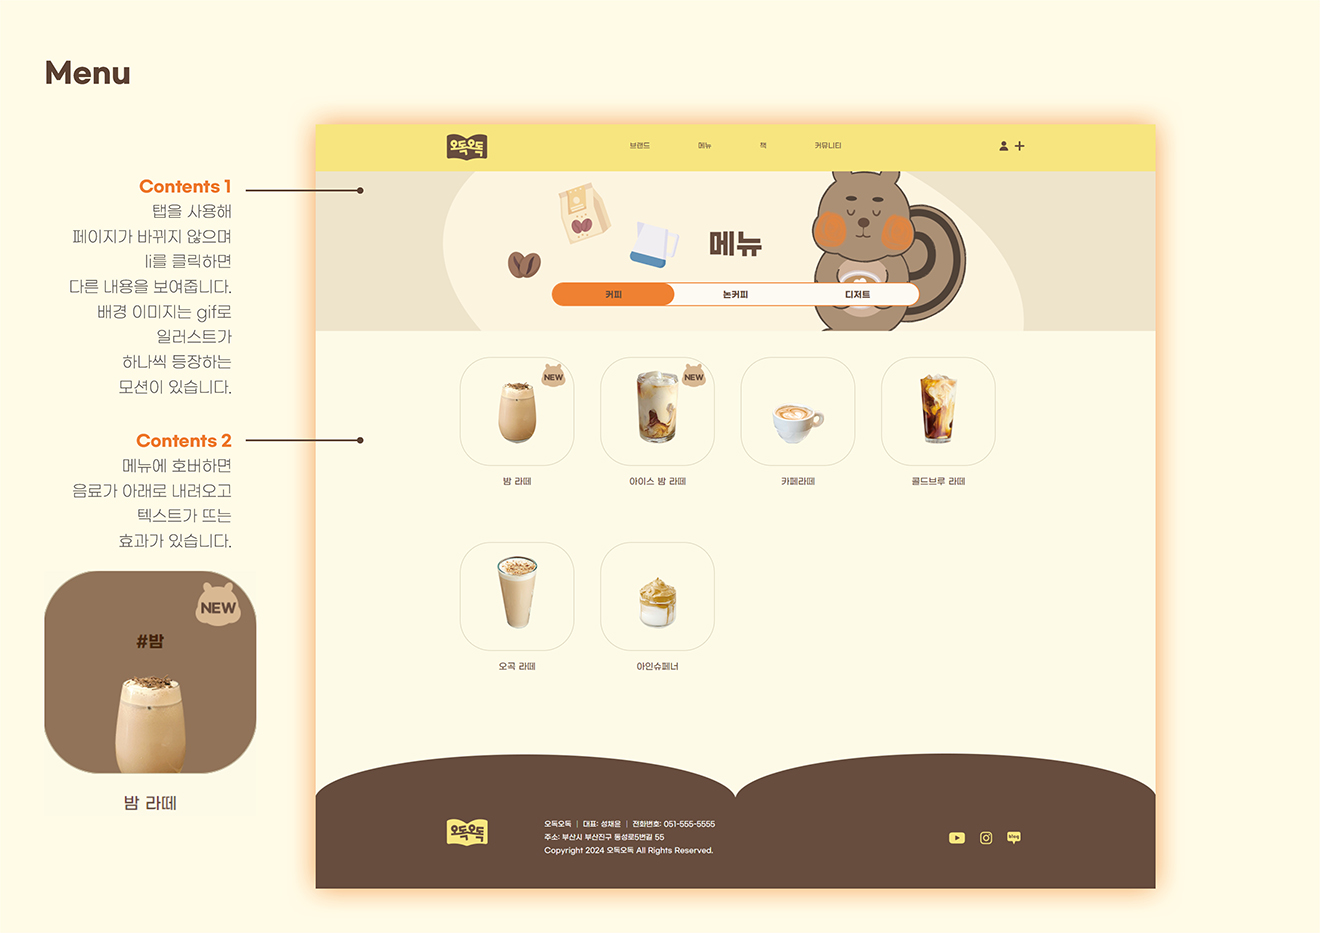 Menu
Contents 1
탭을 사용해
페이지가 바뀌지 않으며
li를 클릭하면
다른 내용을 보여줍니다.
배경 이미지는 gif로
일러스트가
하나씩 등장하는
모션이 있습니다.
Contents 2
메뉴에 호버하면
음료가 아래로 내려오고
텍스트가 뜨는
효과가 있습니다.
NEW
#밤
밤 라떼
오독오독
브랜드
메뉴
책
커뮤니티
메뉴
커피
논커피
디저트
NEW
NEW
밤 라떼
아이스 밤 라떼
카페라떼
콜드브루 라떼
오곡 라떼
아인슈페너
오독오독
오독오독 | 대표: 성채윤 | 전화번호: 051-555-5555
주소: 부산시 부산진구 동성로5번길 55
Copyright 2024 오독오독 All Rights Reserved.
blog